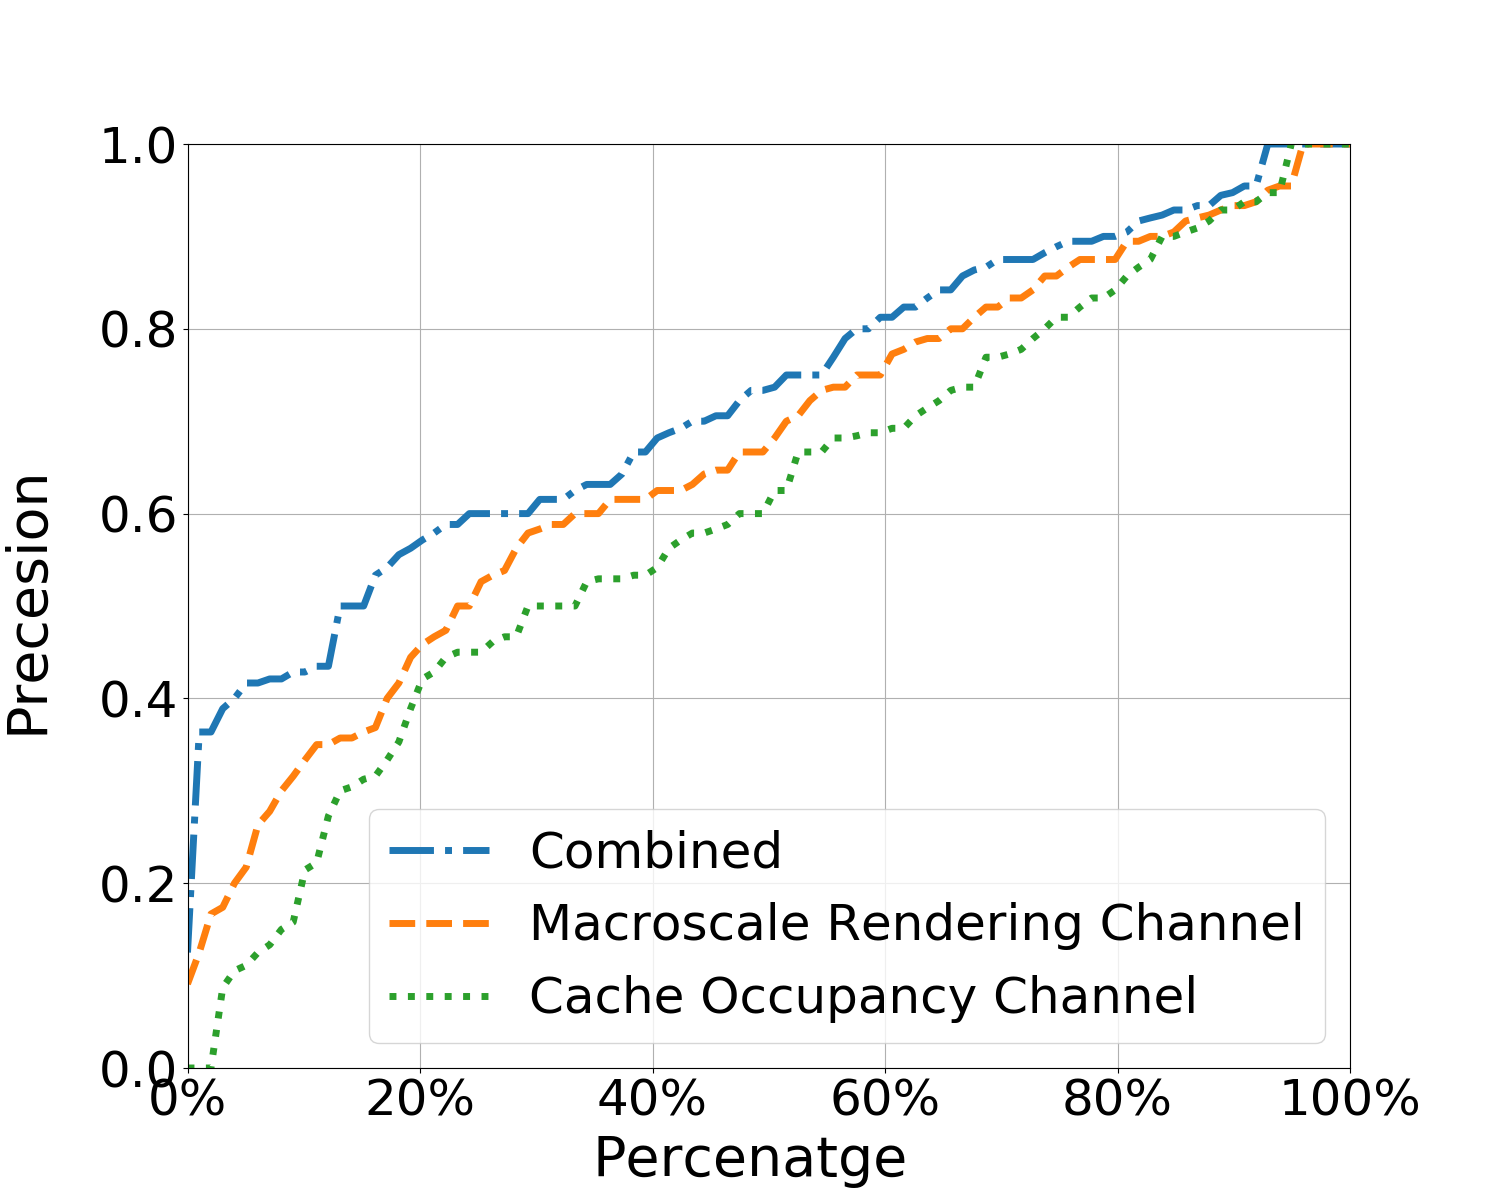 1.0
0.8
0.6
0.4
0.2
0.0
Precesion
Combined
Macroscale Rendering Channel
Cache Occupancy Channel
0% 20% 40% 60% 80% 100%
Percenatge